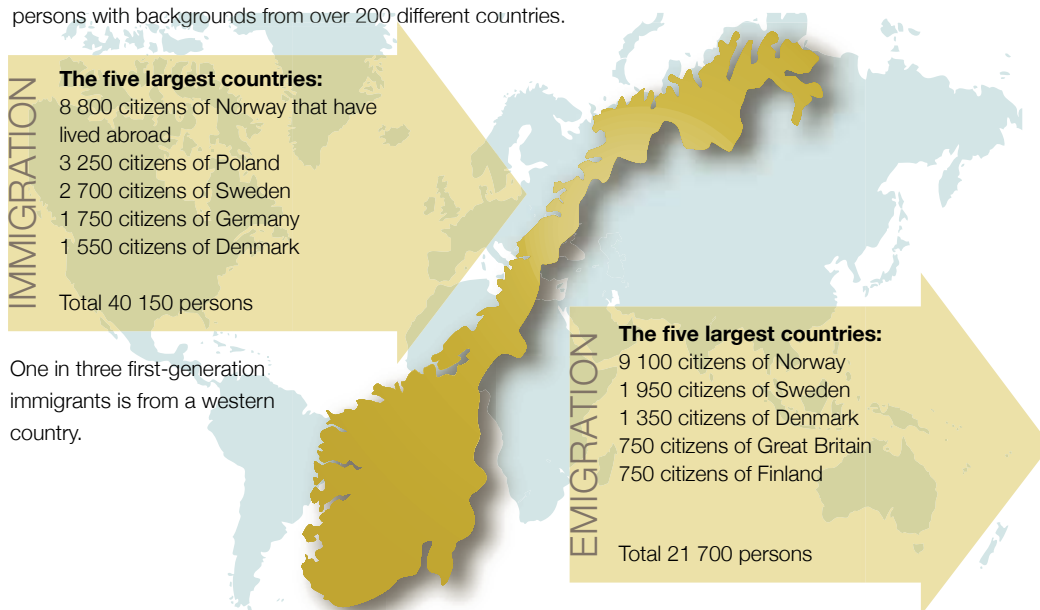 persons with backgrounds from over 200 different countries.
IMMIGRATION
The five largest countries:
8 800 citizens of Norway that have
lived abroad
3 250 citizens of Poland
2 700 citizens of Sweden
1 750 citizens of Germany
1 550 citizens of Denmark
Total 40 150 persons
One in three first-generation
immigrants is from a western
country.
EMIGRATION
The five largest countries:
9 100 citizens of Norway
1 950 citizens of Sweden
1 350 citizens of Denmark
750 citizens of Great Britain
750 citizens of Finland
Total 21 700 persons